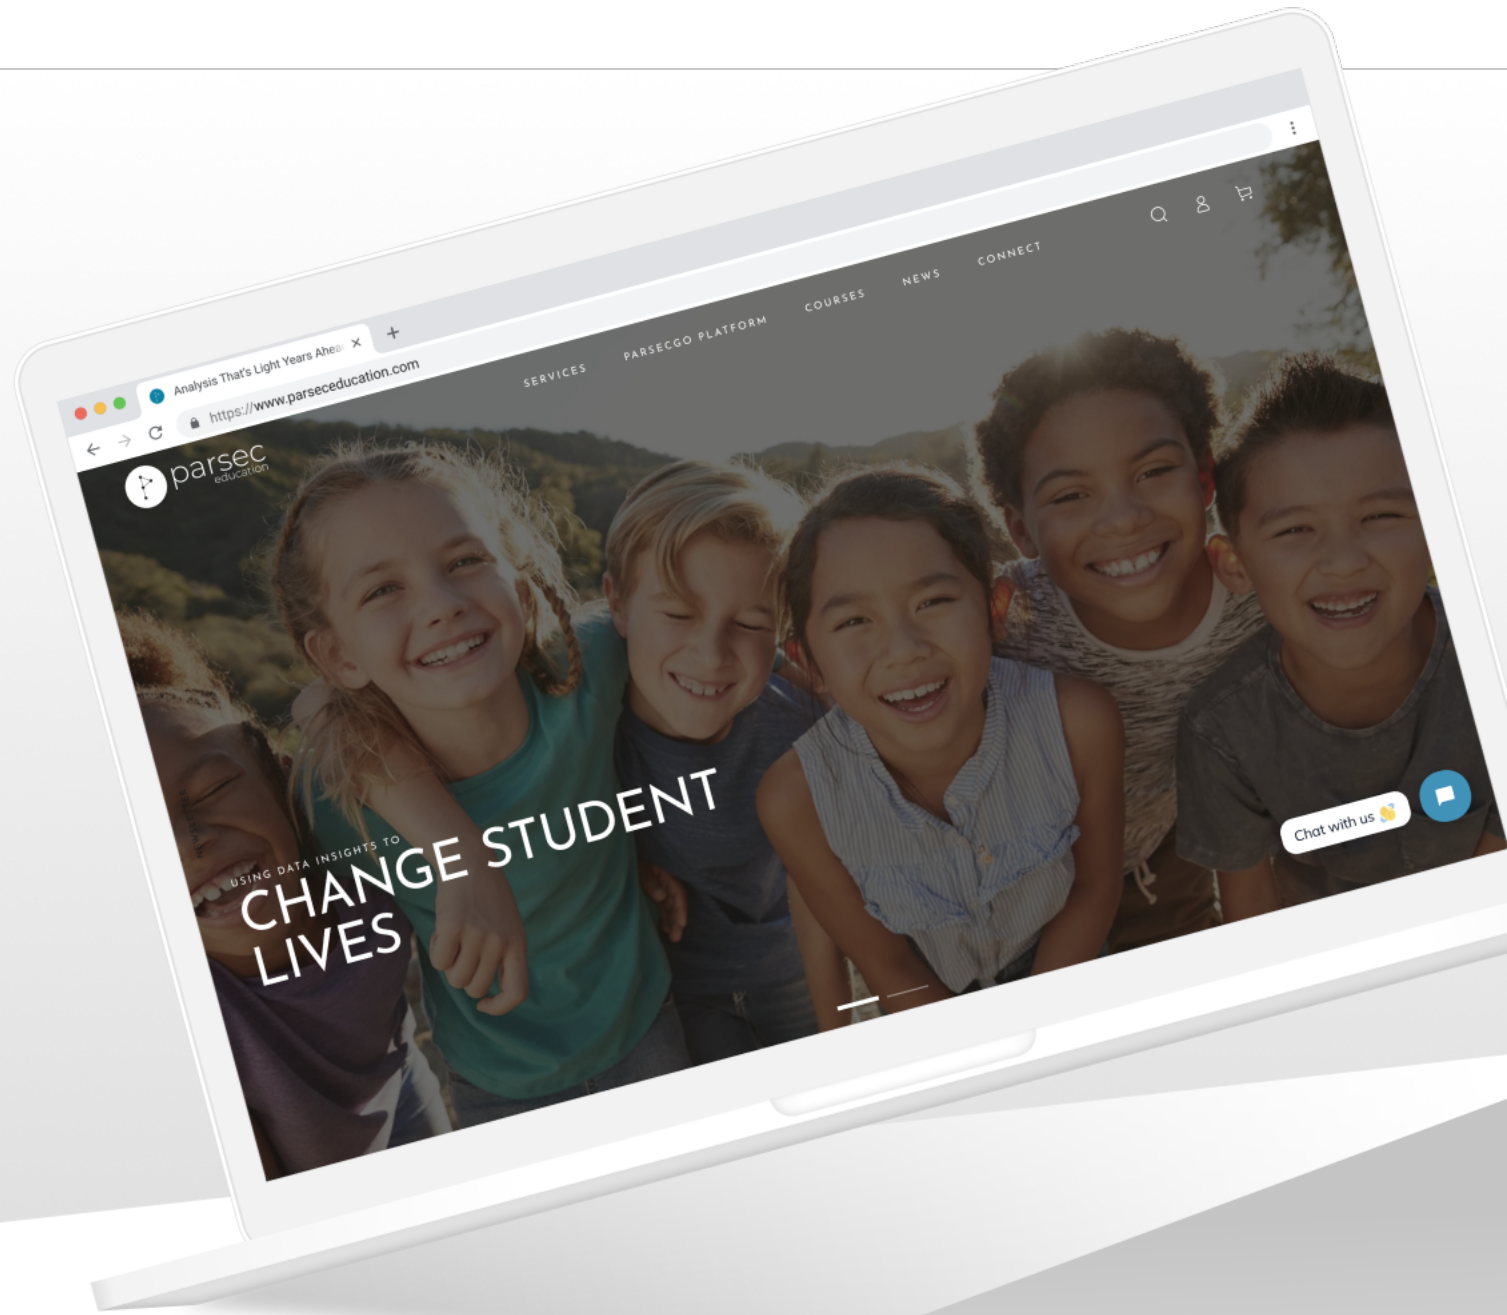 Analysis That's Light Years Ahea
https://www.parseceducation.com
parsec
education
SERVICES
PARSECGO PLATFORM
COURSES
NEWS
CONNECT
USING DATA INSIGHTS TO
CHANGE STUDENT
LIVES
Chat with us 👋